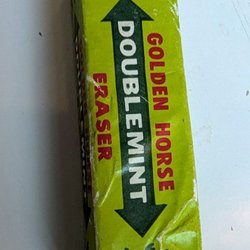 GOLDEN HORSE
DOUBLEMINT
ERASER